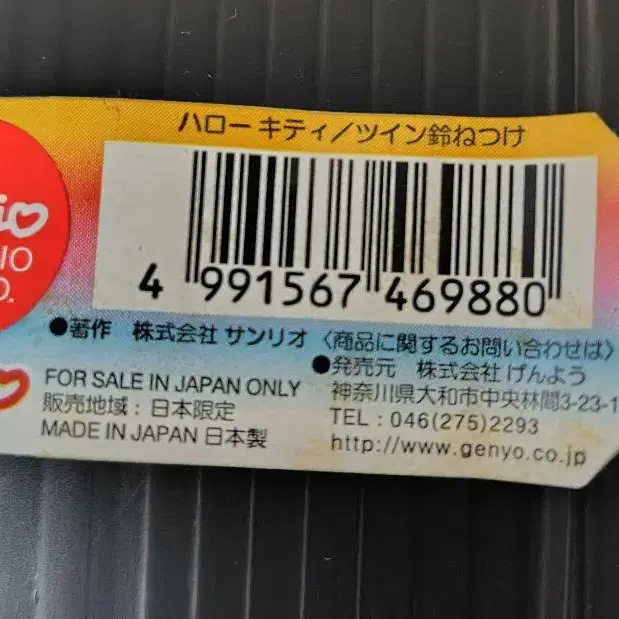 ハロー キティ/ツイン鈴ねつけ
4 991567 469880
●著作 株式会社 サンリオ 〈商品に関するお問い合わせは〉
●発売元 株式会社 げんよう
神奈川県大和市中央林間3-23-1
TEL : 046(275)2293
http://www.genyo.co.jp
FOR SALE IN JAPAN ONLY
販売地域 : 日本限定
MADE IN JAPAN 日本製